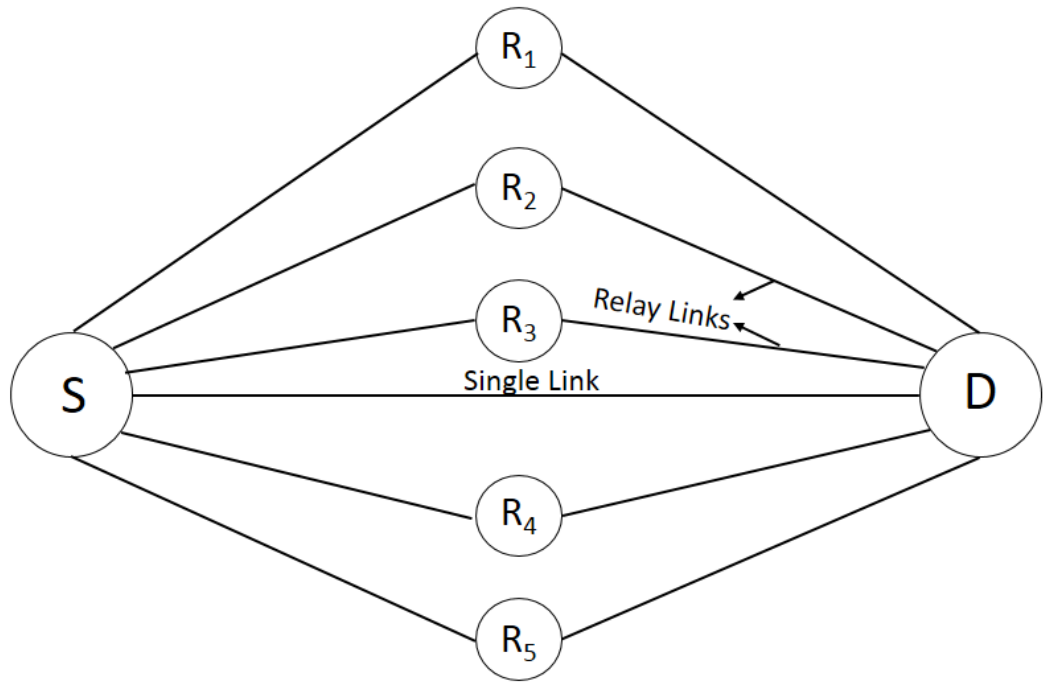 R₁
R₂
R₃
Relay Links
Single Link
S
D
R₄
R₅